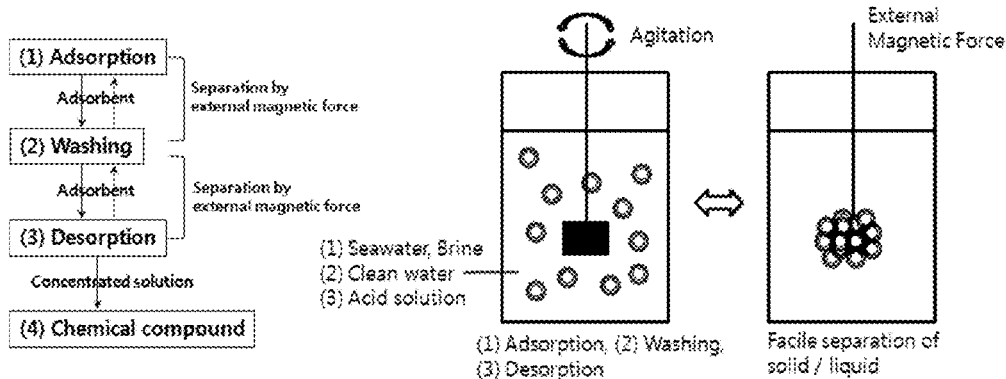 (1) Adsorption
Adsorbent
Separation by
external magnetic force
(2) Washing
Adsorbent
Separation by
external magnetic force
(3) Desorption
Concentrated solution
(4) Chemical compound
Agitation
(1) Seawater, Brine
(2) Clean water
(3) Acid solution
(1) Adsorption, (2) Washing,
(3) Desorption
External
Magnetic Force
Facile separation of
solid / liquid